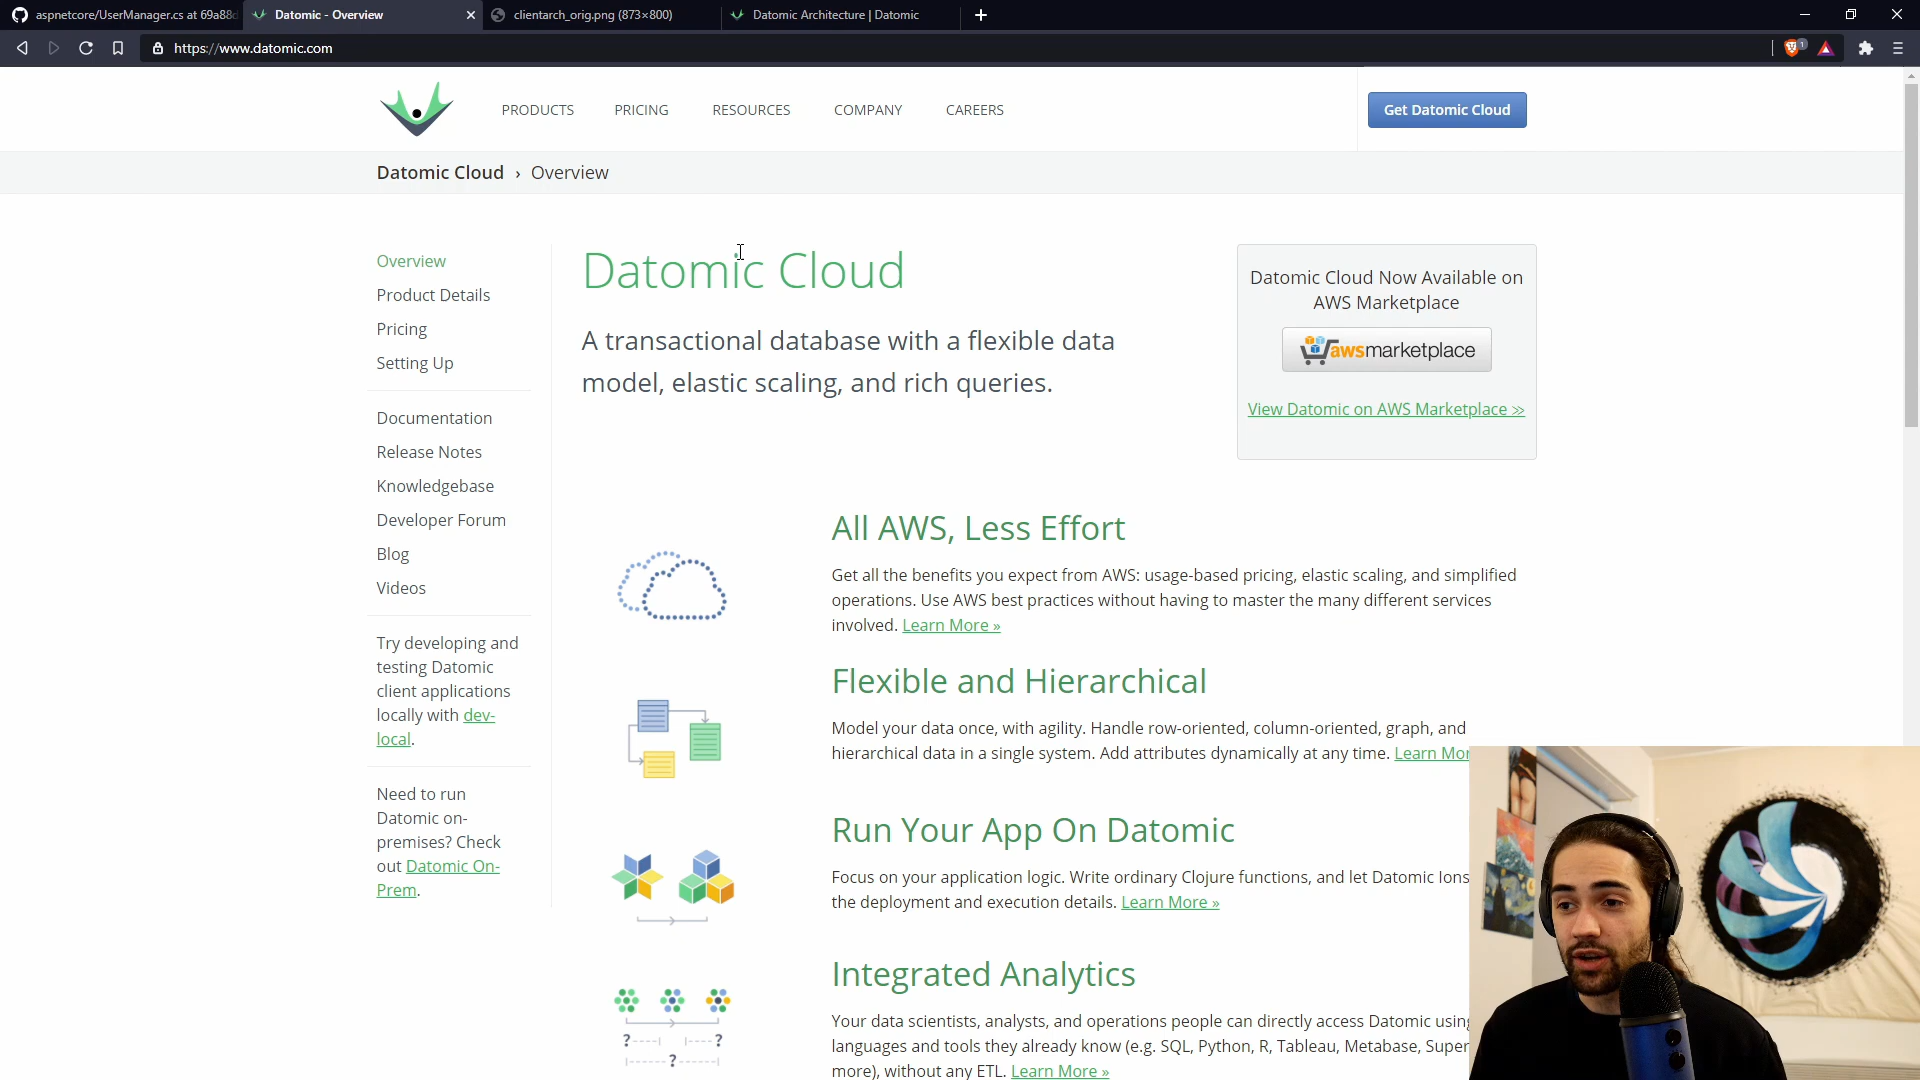 aspnetcore/UserManager.cs at 69a88d
Datomic - Overview
clientarch_orig.png (873×800)
Datomic Architecture | Datomic
https://www.datomic.com
1
PRODUCTS
PRICING
RESOURCES
COMPANY
CAREERS
Get Datomic Cloud
Datomic Cloud › Overview
Overview
Product Details
Pricing
Setting Up
Documentation
Release Notes
Knowledgebase
Developer Forum
Blog
Videos
Try developing and
testing Datomic
client applications
locally with dev-
local.
Need to run
Datomic on-
premises? Check
out Datomic On-
Prem.
Datomic Cloud
A transactional database with a flexible data
model, elastic scaling, and rich queries.
Datomic Cloud Now Available on
AWS Marketplace
awsmarketplace
View Datomic on AWS Marketplace >>
All AWS, Less Effort
Get all the benefits you expect from AWS: usage-based pricing, elastic scaling, and simplified
operations. Use AWS best practices without having to master the many different services
involved. Learn More »
Flexible and Hierarchical
Model your data once, with agility. Handle row-oriented, column-oriented, graph, and
hierarchical data in a single system. Add attributes dynamically at any time. Learn Mor
Run Your App On Datomic
Focus on your application logic. Write ordinary Clojure functions, and let Datomic Ions
the deployment and execution details. Learn More »
Integrated Analytics
Your data scientists, analysts, and operations people can directly access Datomic using
languages and tools they already know (e.g. SQL, Python, R, Tableau, Metabase, Super
more), without any ETL. Learn More »
? ?
?